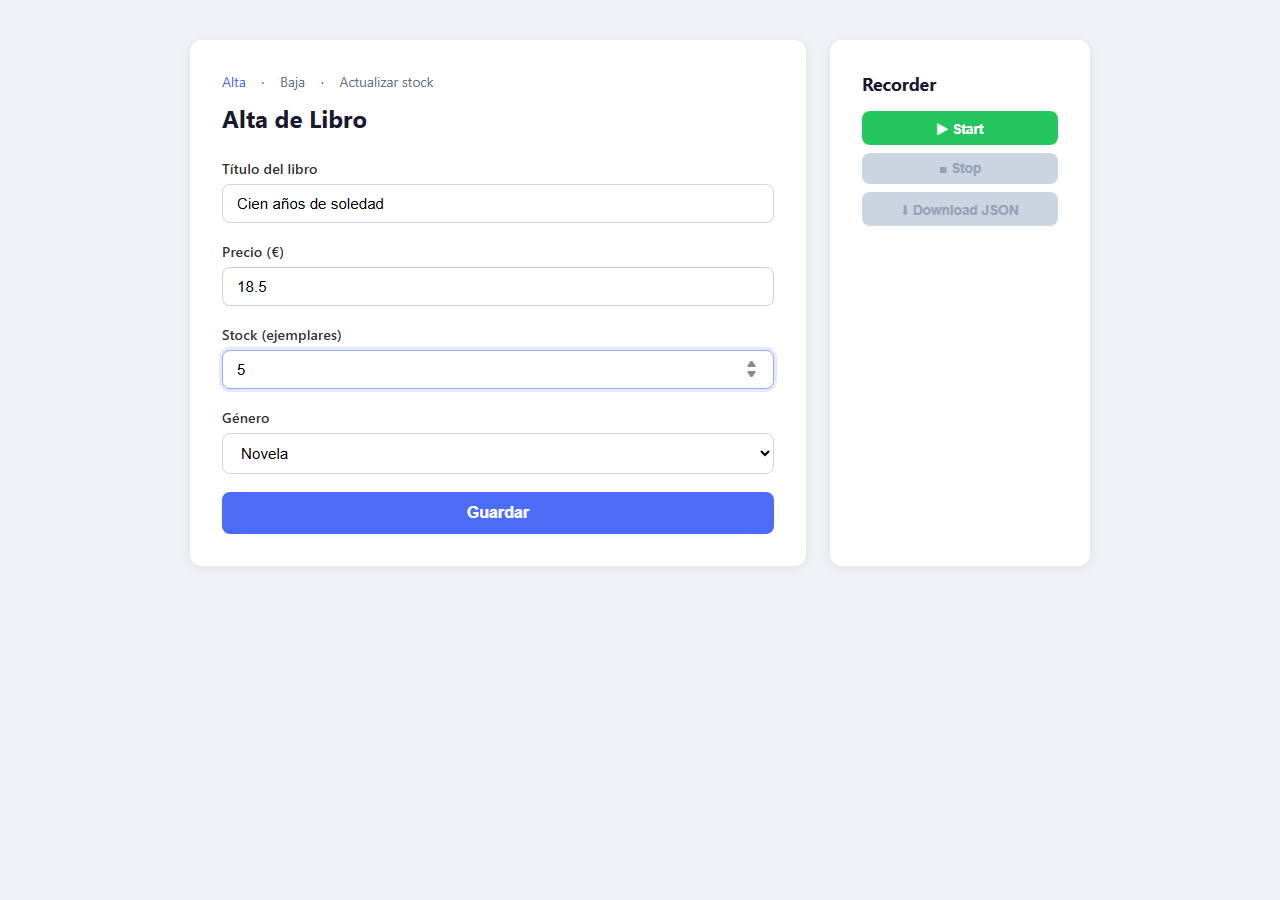 Alta · Baja · Actualizar stock
Alta de Libro
Título del libro
Cien años de soledad
Precio (€)
18.5
Stock (ejemplares)
5
Género
Novela
Guardar
Recorder
▶ Start
■ Stop
⬇ Download JSON